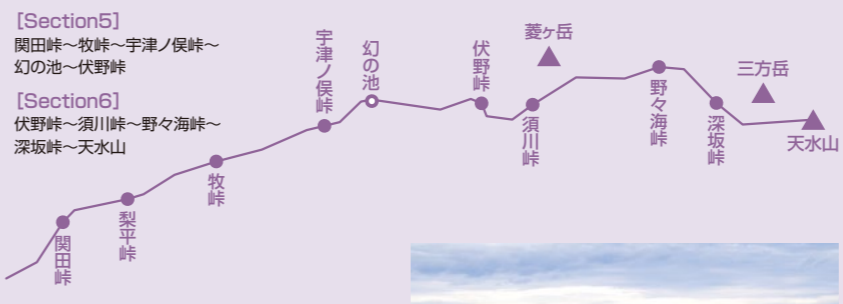 [Section5]
関田峠～牧峠～宇津ノ俣峠～
幻の池～伏野峠
[Section6]
伏野峠～須川峠～野々海峠～
深坂峠～天水山
関田峠
梨平峠
牧峠
宇津ノ俣峠
幻の池
伏野峠
須川峠
菱ヶ岳
野々海峠
深坂峠
三方岳
天水山